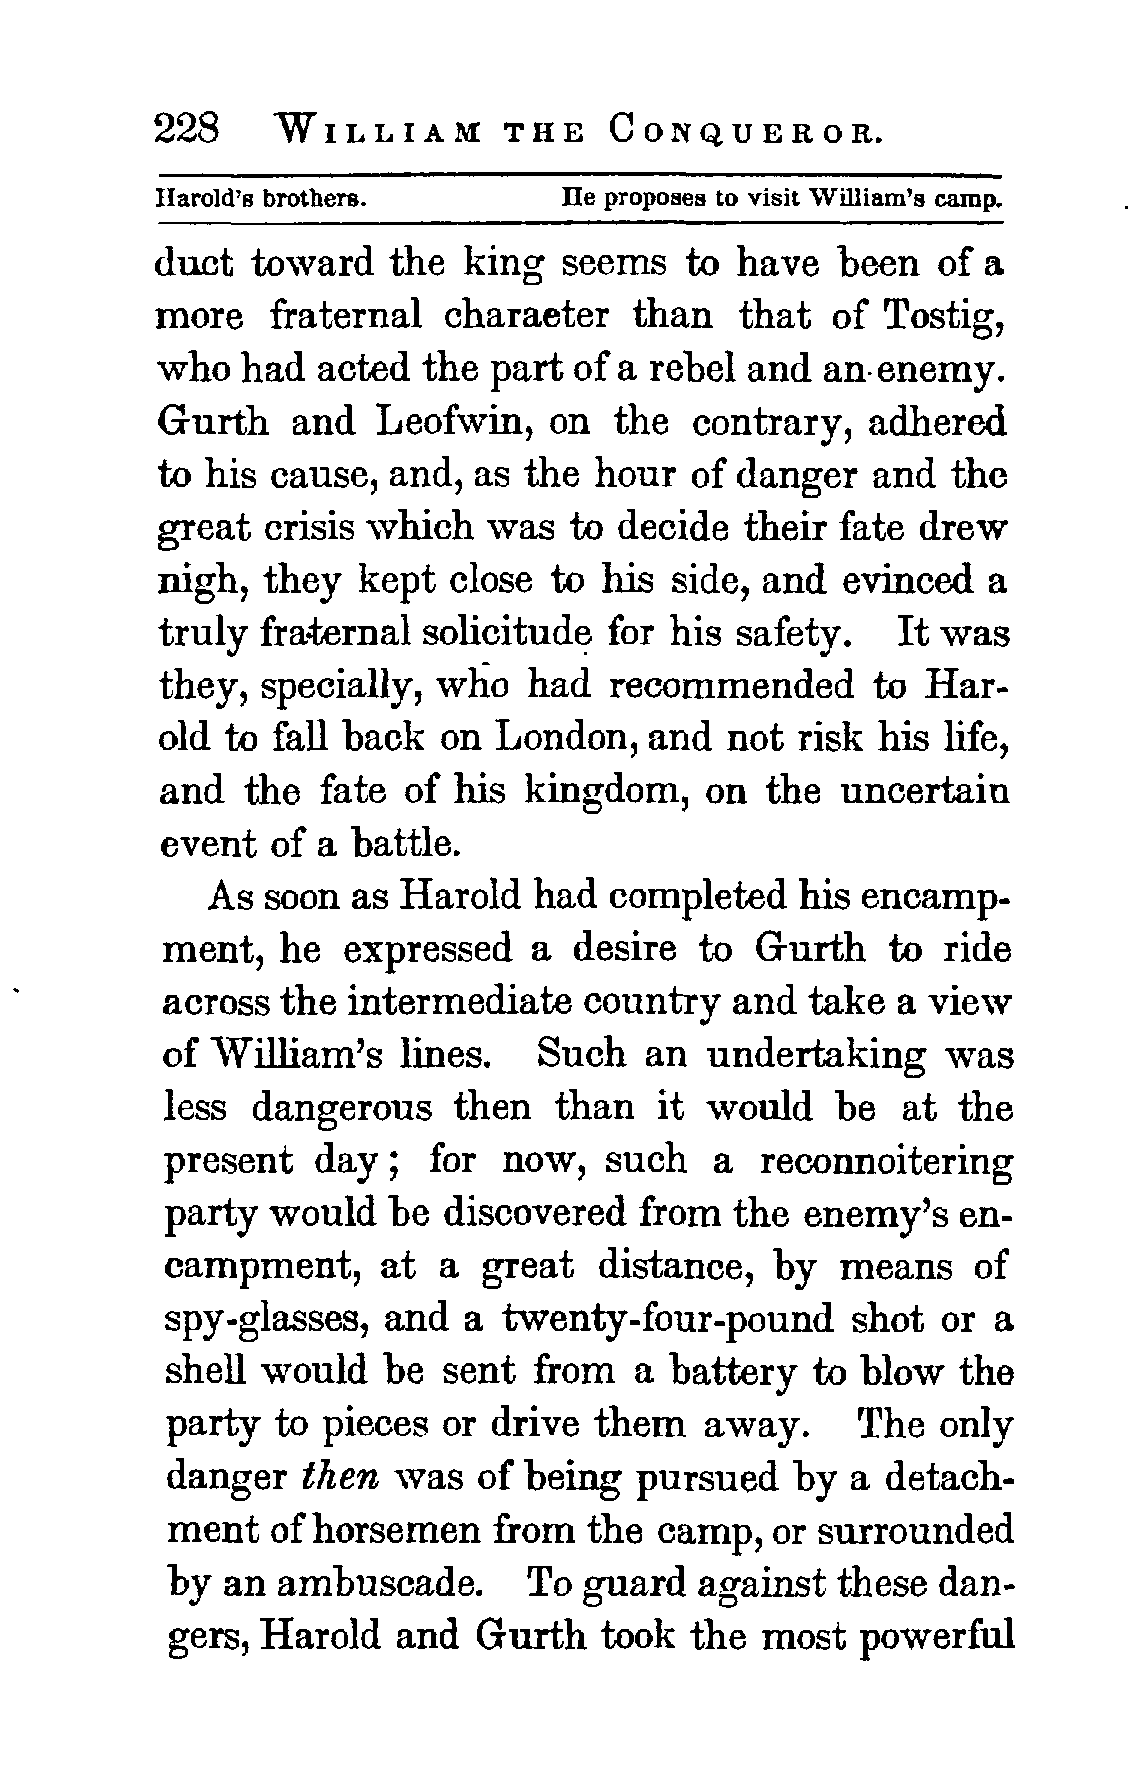 228 WILLIAM THE CONQUEROR.
Harold's brothers. He proposes to visit William's camp.
duct toward the king seems to have been of a
more fraternal character than that of Tostig,
who had acted the part of a rebel and an enemy.
Gurth and Leofwin, on the contrary, adhered
to his cause, and, as the hour of danger and the
great crisis which was to decide their fate drew
nigh, they kept close to his side, and evinced a
truly fraternal solicitude for his safety. It was
they, specially, who had recommended to Har-
old to fall back on London, and not risk his life,
and the fate of his kingdom, on the uncertain
event of a battle.
As soon as Harold had completed his encamp-
ment, he expressed a desire to Gurth to ride
across the intermediate country and take a view
of William's lines. Such an undertaking was
less dangerous then than it would be at the
present day; for now, such a reconnoitering
party would be discovered from the enemy's en-
campment, at a great distance, by means of
spy-glasses, and a twenty-four-pound shot or a
shell would be sent from a battery to blow the
party to pieces or drive them away. The only
danger then was of being pursued by a detach-
ment of horsemen from the camp, or surrounded
by an ambuscade. To guard against these dan-
gers, Harold and Gurth took the most powerful